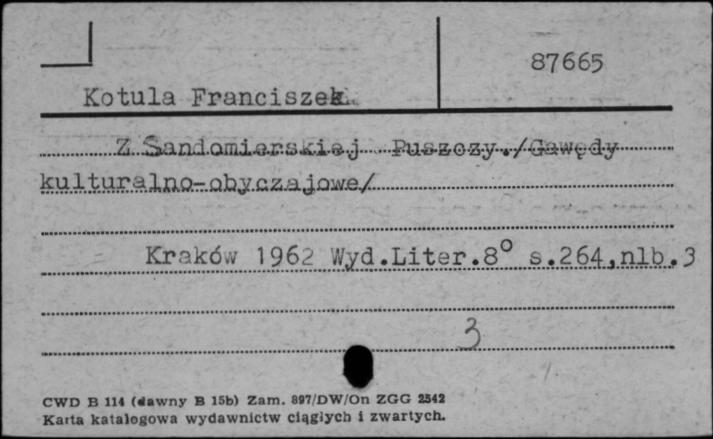 87665
Kotula Franciszek
Z Sandomierskiej Puszczy./Gawędy
kulturalno-obyczajowe/
Kraków 1962 Wyd.Liter.8° s.264,nlb.3
3
CWD B 114 (dawny B 15b) Zam. 897/DW/On ZGG 2542
Karta katalogowa wydawnictw ciągłych i zwartych.